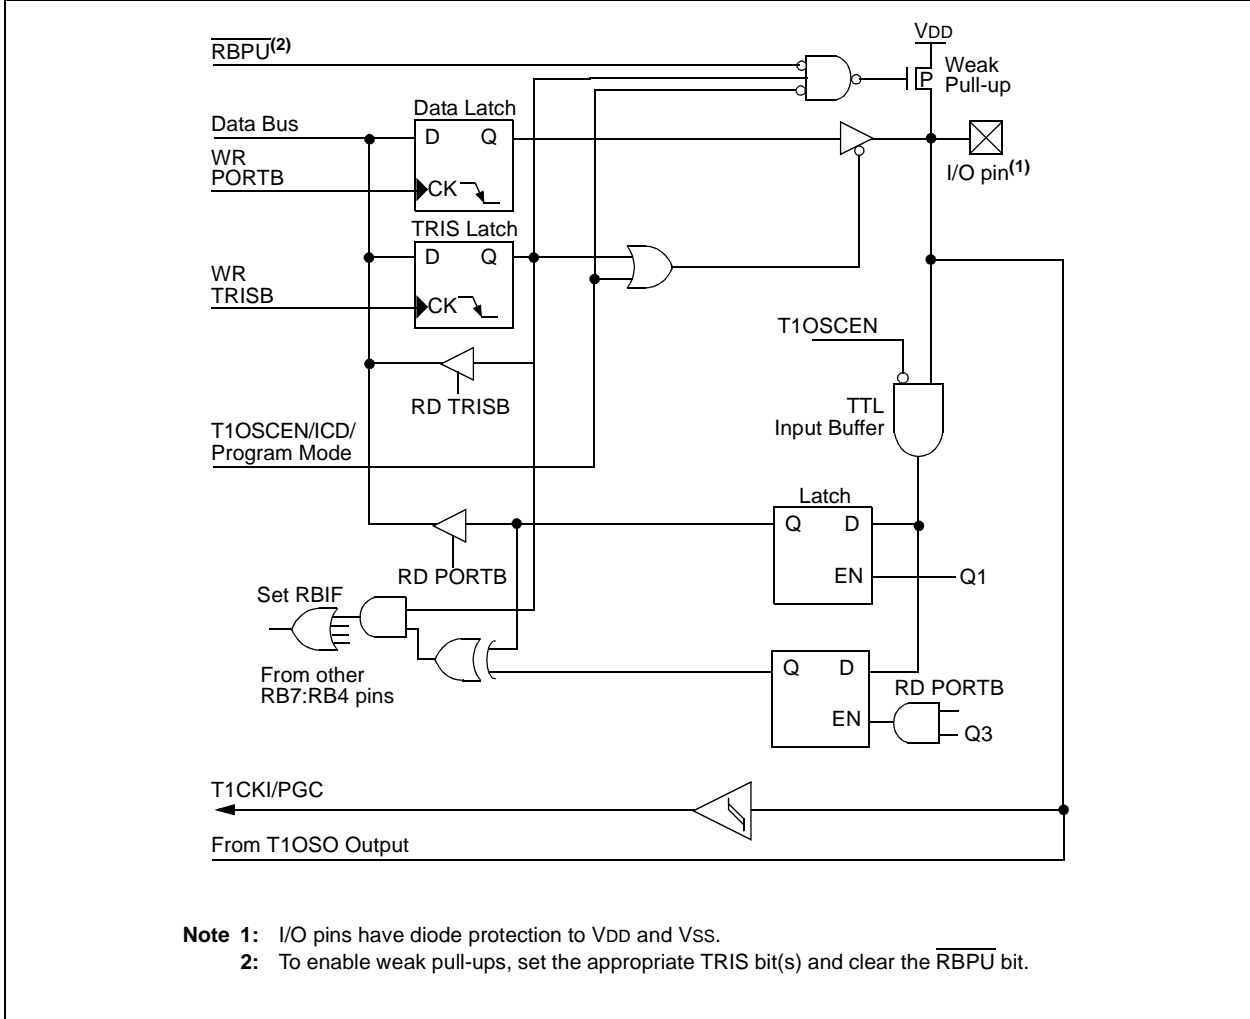 RBPU(2)
VDD
Weak
Pull-up
P
Data Latch
Data Bus
D Q
WR
PORTB
CK
I/O pin(1)
TRIS Latch
D Q
WR
TRISB
CK
T1OSCEN
RD TRISB
TTL
Input Buffer
T1OSCEN/ICD/
Program Mode
Latch
Q D
EN
Q1
RD PORTB
Set RBIF
From other
RB7:RB4 pins
Q D
EN
RD PORTB
Q3
T1CKI/PGC
From T1OSO Output
Note 1: I/O pins have diode protection to VDD and VSS.
2: To enable weak pull-ups, set the appropriate TRIS bit(s) and clear the RBPU bit.